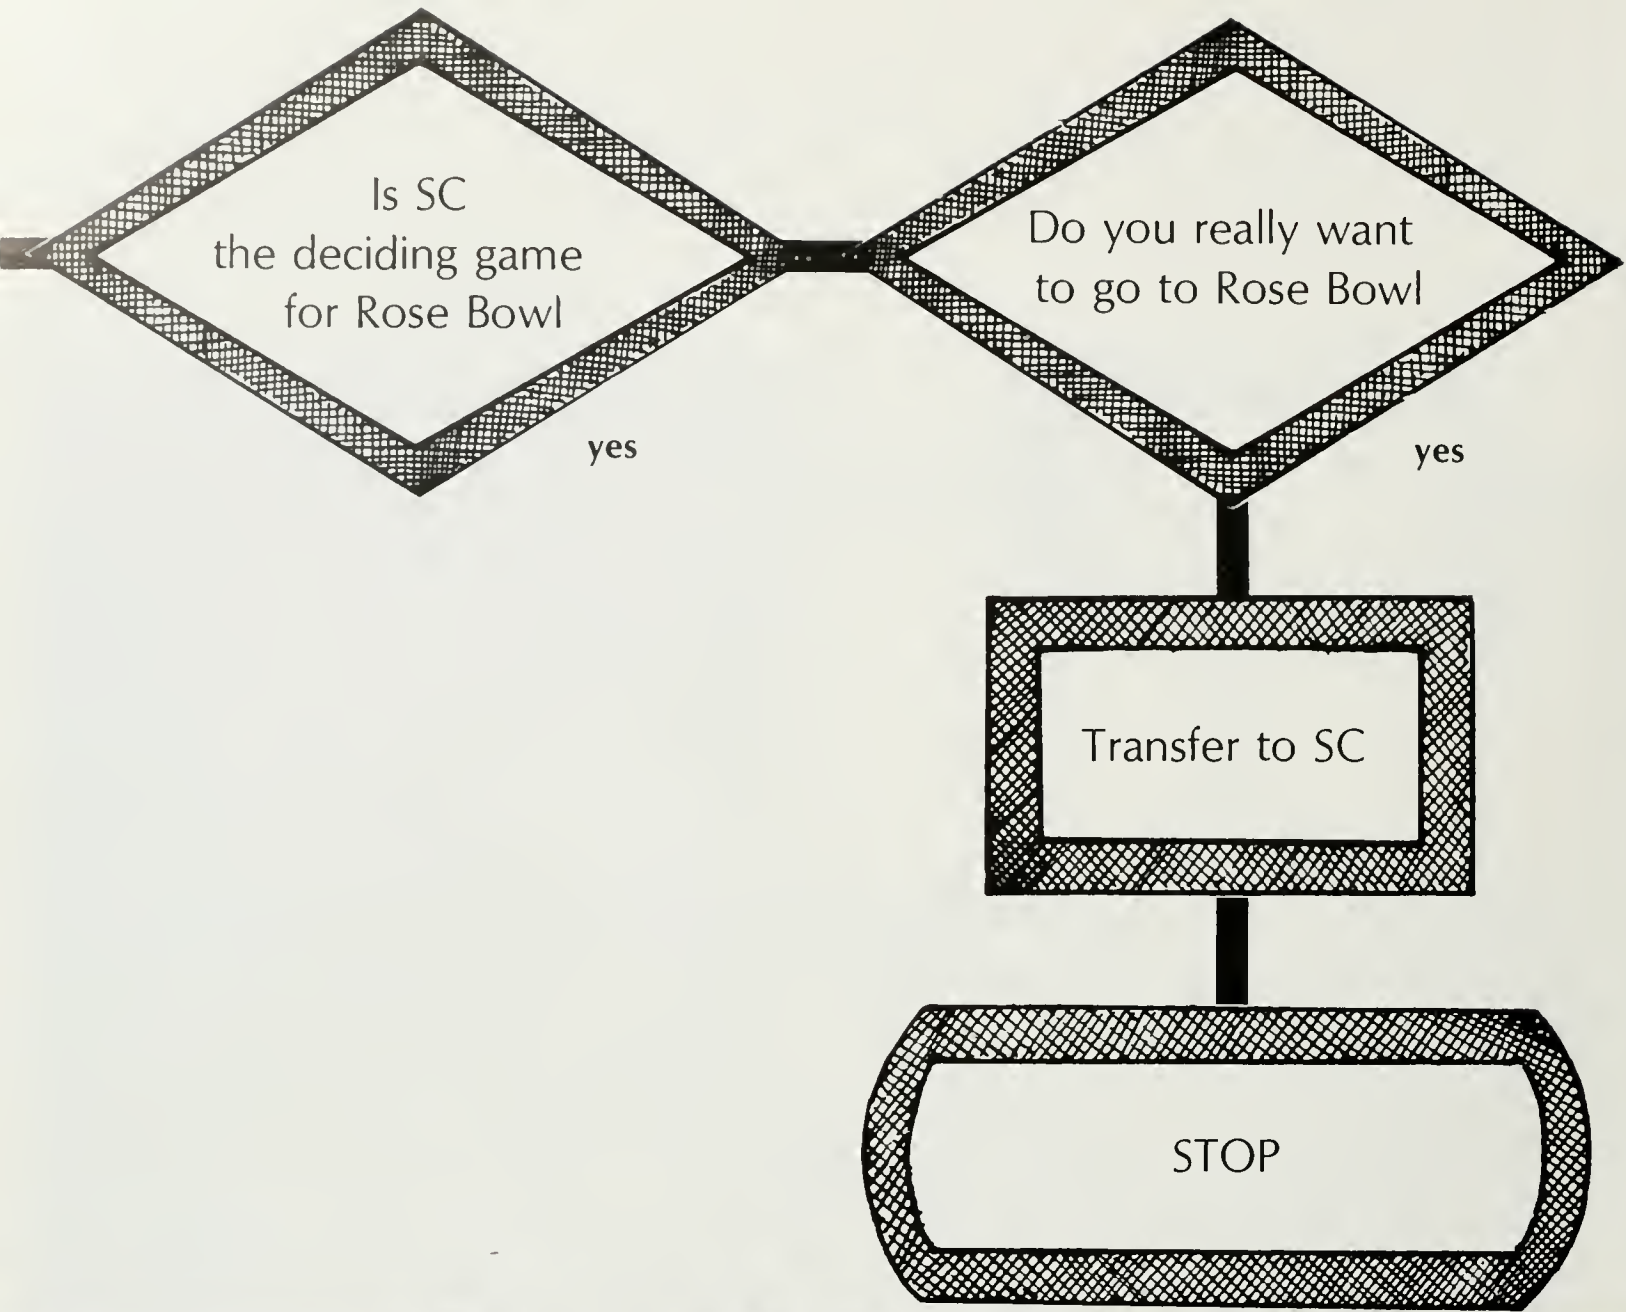 Is SC
the deciding game
for Rose Bowl
yes
Do you really want
to go to Rose Bowl
yes
Transfer to SC
STOP